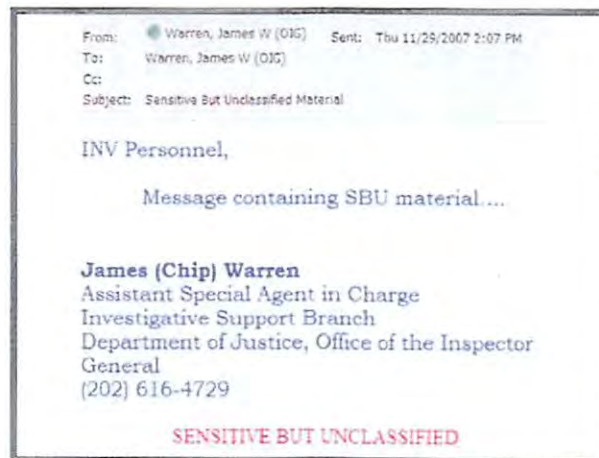 From: Warren, James W (OIG) Sent: Thu 11/29/2007 2:07 PM
To: Warren, James W (OIG)
Cc:
Subject: Sensitive But Unclassified Material
INV Personnel,
Message containing SBU material....
James (Chip) Warren
Assistant Special Agent in Charge
Investigative Support Branch
Department of Justice, Office of the Inspector
General
(202) 616-4729
SENSITIVE BUT UNCLASSIFIED